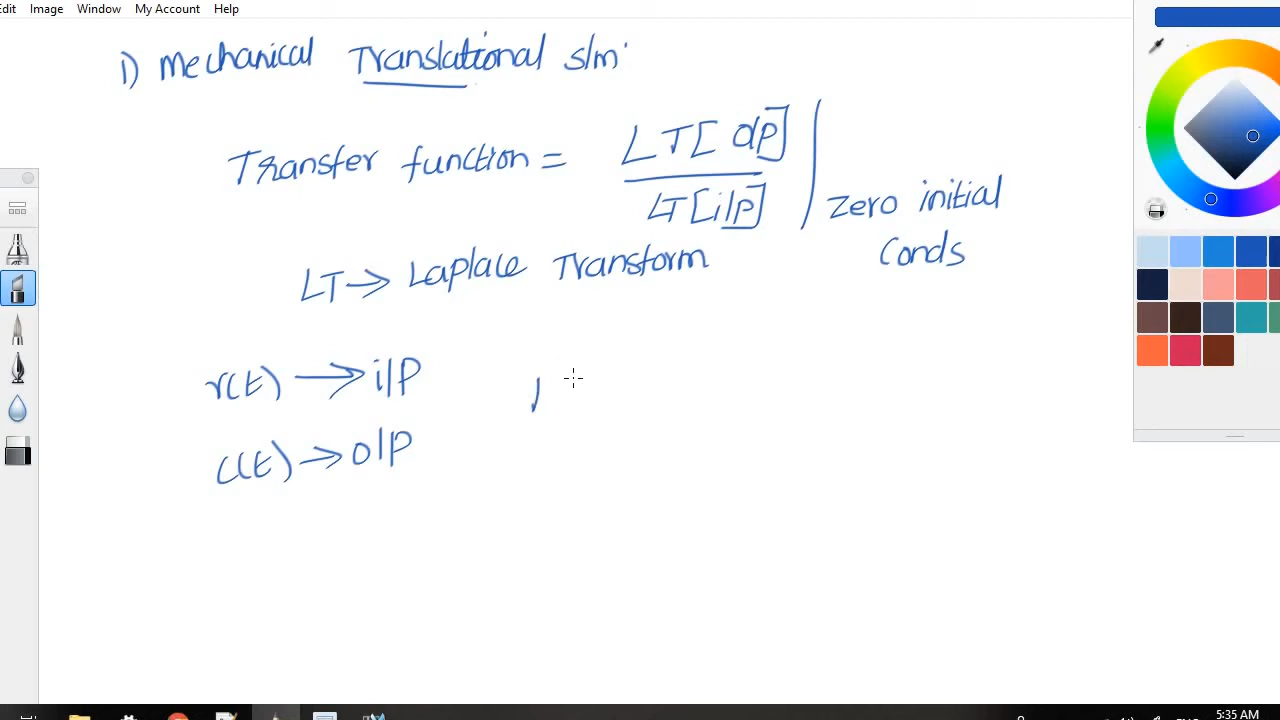 Edit Image Window My Account Help
1) Mechanical Translational s/m
Transfer function = LT[o/p]
LT[i/p]
zero initial
Conds
LT → Laplace Transform
r(t) → i/P
c(t) → o/P
5:35 AM